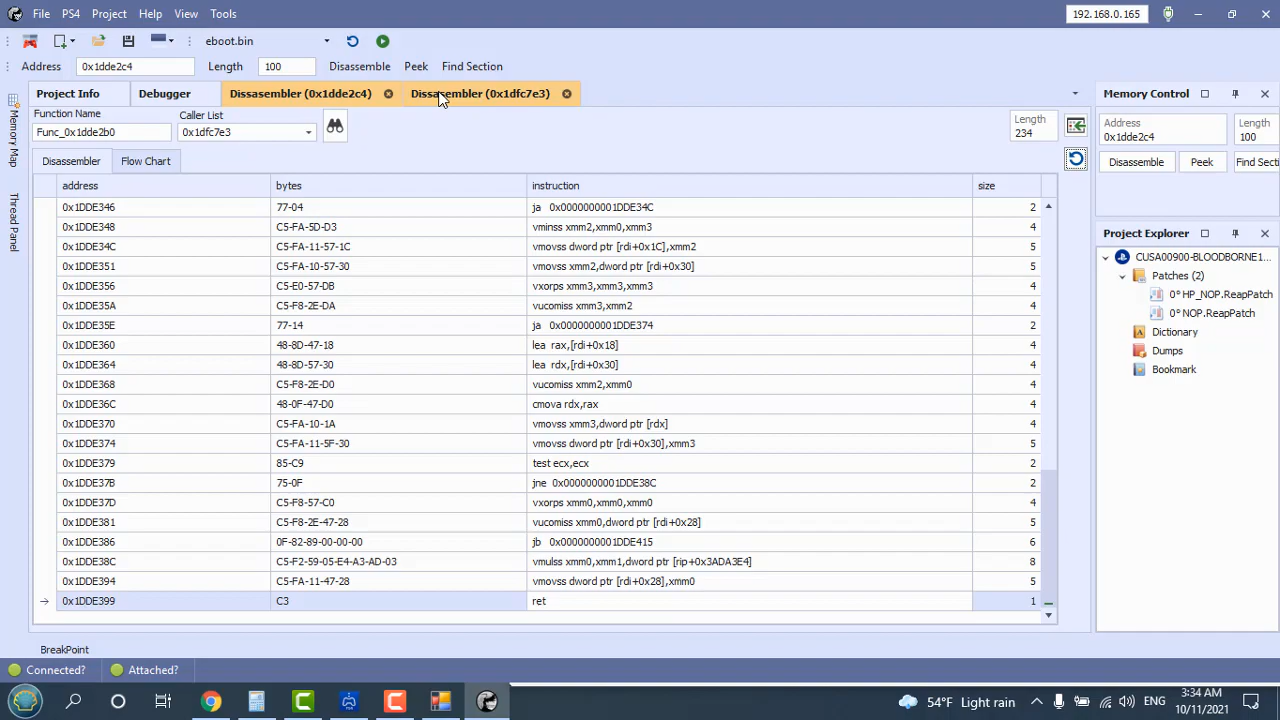 File PS4 Project Help View Tools 192.168.0.165
eboot.bin
Address 0x1dde2c4 Length 100 Disassemble Peek Find Section
Project Info Debugger Dissasembler (0x1dde2c4) Dissasembler (0x1dfc7e3) Memory Control
Memory Map
Thread Panel
Function Name Caller List
Func_0x1dde2b0 0x1dfc7e3
Length
234
Disassembler Flow Chart
address bytes instruction size
0x1DDE346 77-04 ja 0x0000000001DDE34C 2
0x1DDE348 C5-FA-5D-D3 vminss xmm2,xmm0,xmm3 4
0x1DDE34C C5-FA-11-57-1C vmovss dword ptr [rdi+0x1C],xmm2 5
0x1DDE351 C5-FA-10-57-30 vmovss xmm2,dword ptr [rdi+0x30] 5
0x1DDE356 C5-E0-57-DB vxorps xmm3,xmm3,xmm3 4
0x1DDE35A C5-F8-2E-DA vucomiss xmm3,xmm2 4
0x1DDE35E 77-14 ja 0x0000000001DDE374 2
0x1DDE360 48-8D-47-18 lea rax,[rdi+0x18] 4
0x1DDE364 48-8D-57-30 lea rdx,[rdi+0x30] 4
0x1DDE368 C5-F8-2E-D0 vucomiss xmm2,xmm0 4
0x1DDE36C 48-0F-47-D0 cmova rdx,rax 4
0x1DDE370 C5-FA-10-1A vmovss xmm3,dword ptr [rdx] 4
0x1DDE374 C5-FA-11-5F-30 vmovss dword ptr [rdi+0x30],xmm3 5
0x1DDE379 85-C9 test ecx,ecx 2
0x1DDE37B 75-0F jne 0x0000000001DDE38C 2
0x1DDE37D C5-F8-57-C0 vxorps xmm0,xmm0,xmm0 4
0x1DDE381 C5-F8-2E-47-28 vucomiss xmm0,dword ptr [rdi+0x28] 5
0x1DDE386 0F-82-89-00-00-00 jb 0x0000000001DDE415 6
0x1DDE38C C5-F2-59-05-E4-A3-AD-03 vmulss xmm0,xmm1,dword ptr [rip+0x3ADA3E4] 8
0x1DDE394 C5-FA-11-47-28 vmovss dword ptr [rdi+0x28],xmm0 5
0x1DDE399 C3 ret 1
Address Length
0x1dde2c4 100
Disassemble Peek Find Secti
Project Explorer
CUSA00900-BLOODBORNE1...
Patches (2)
0° HP_NOP.ReapPatch
0° NOP.ReapPatch
Dictionary
Dumps
Bookmark
BreakPoint
Connected? Attached?
54°F Light rain ENG 3:34 AM
10/11/2021